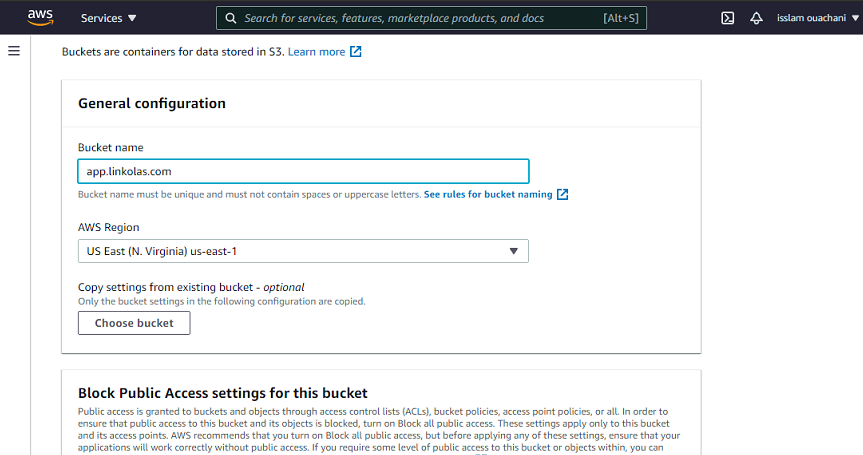 aws Services ▼ Search for services, features, marketplace products, and docs [Alt+S] isslam ouachani ▼
Buckets are containers for data stored in S3. Learn more
General configuration
Bucket name
app.linkolas.com
Bucket name must be unique and must not contain spaces or uppercase letters. See rules for bucket naming
AWS Region
US East (N. Virginia) us-east-1 ▼
Copy settings from existing bucket - optional
Only the bucket settings in the following configuration are copied.
Choose bucket
Block Public Access settings for this bucket
Public access is granted to buckets and objects through access control lists (ACLs), bucket policies, access point policies, or all. In order to
ensure that public access to this bucket and its objects is blocked, turn on Block all public access. These settings apply only to this bucket
and its access points. AWS recommends that you turn on Block all public access, but before applying any of these settings, ensure that your
applications will work correctly without public access. If you require some level of public access to this bucket or objects within, you can